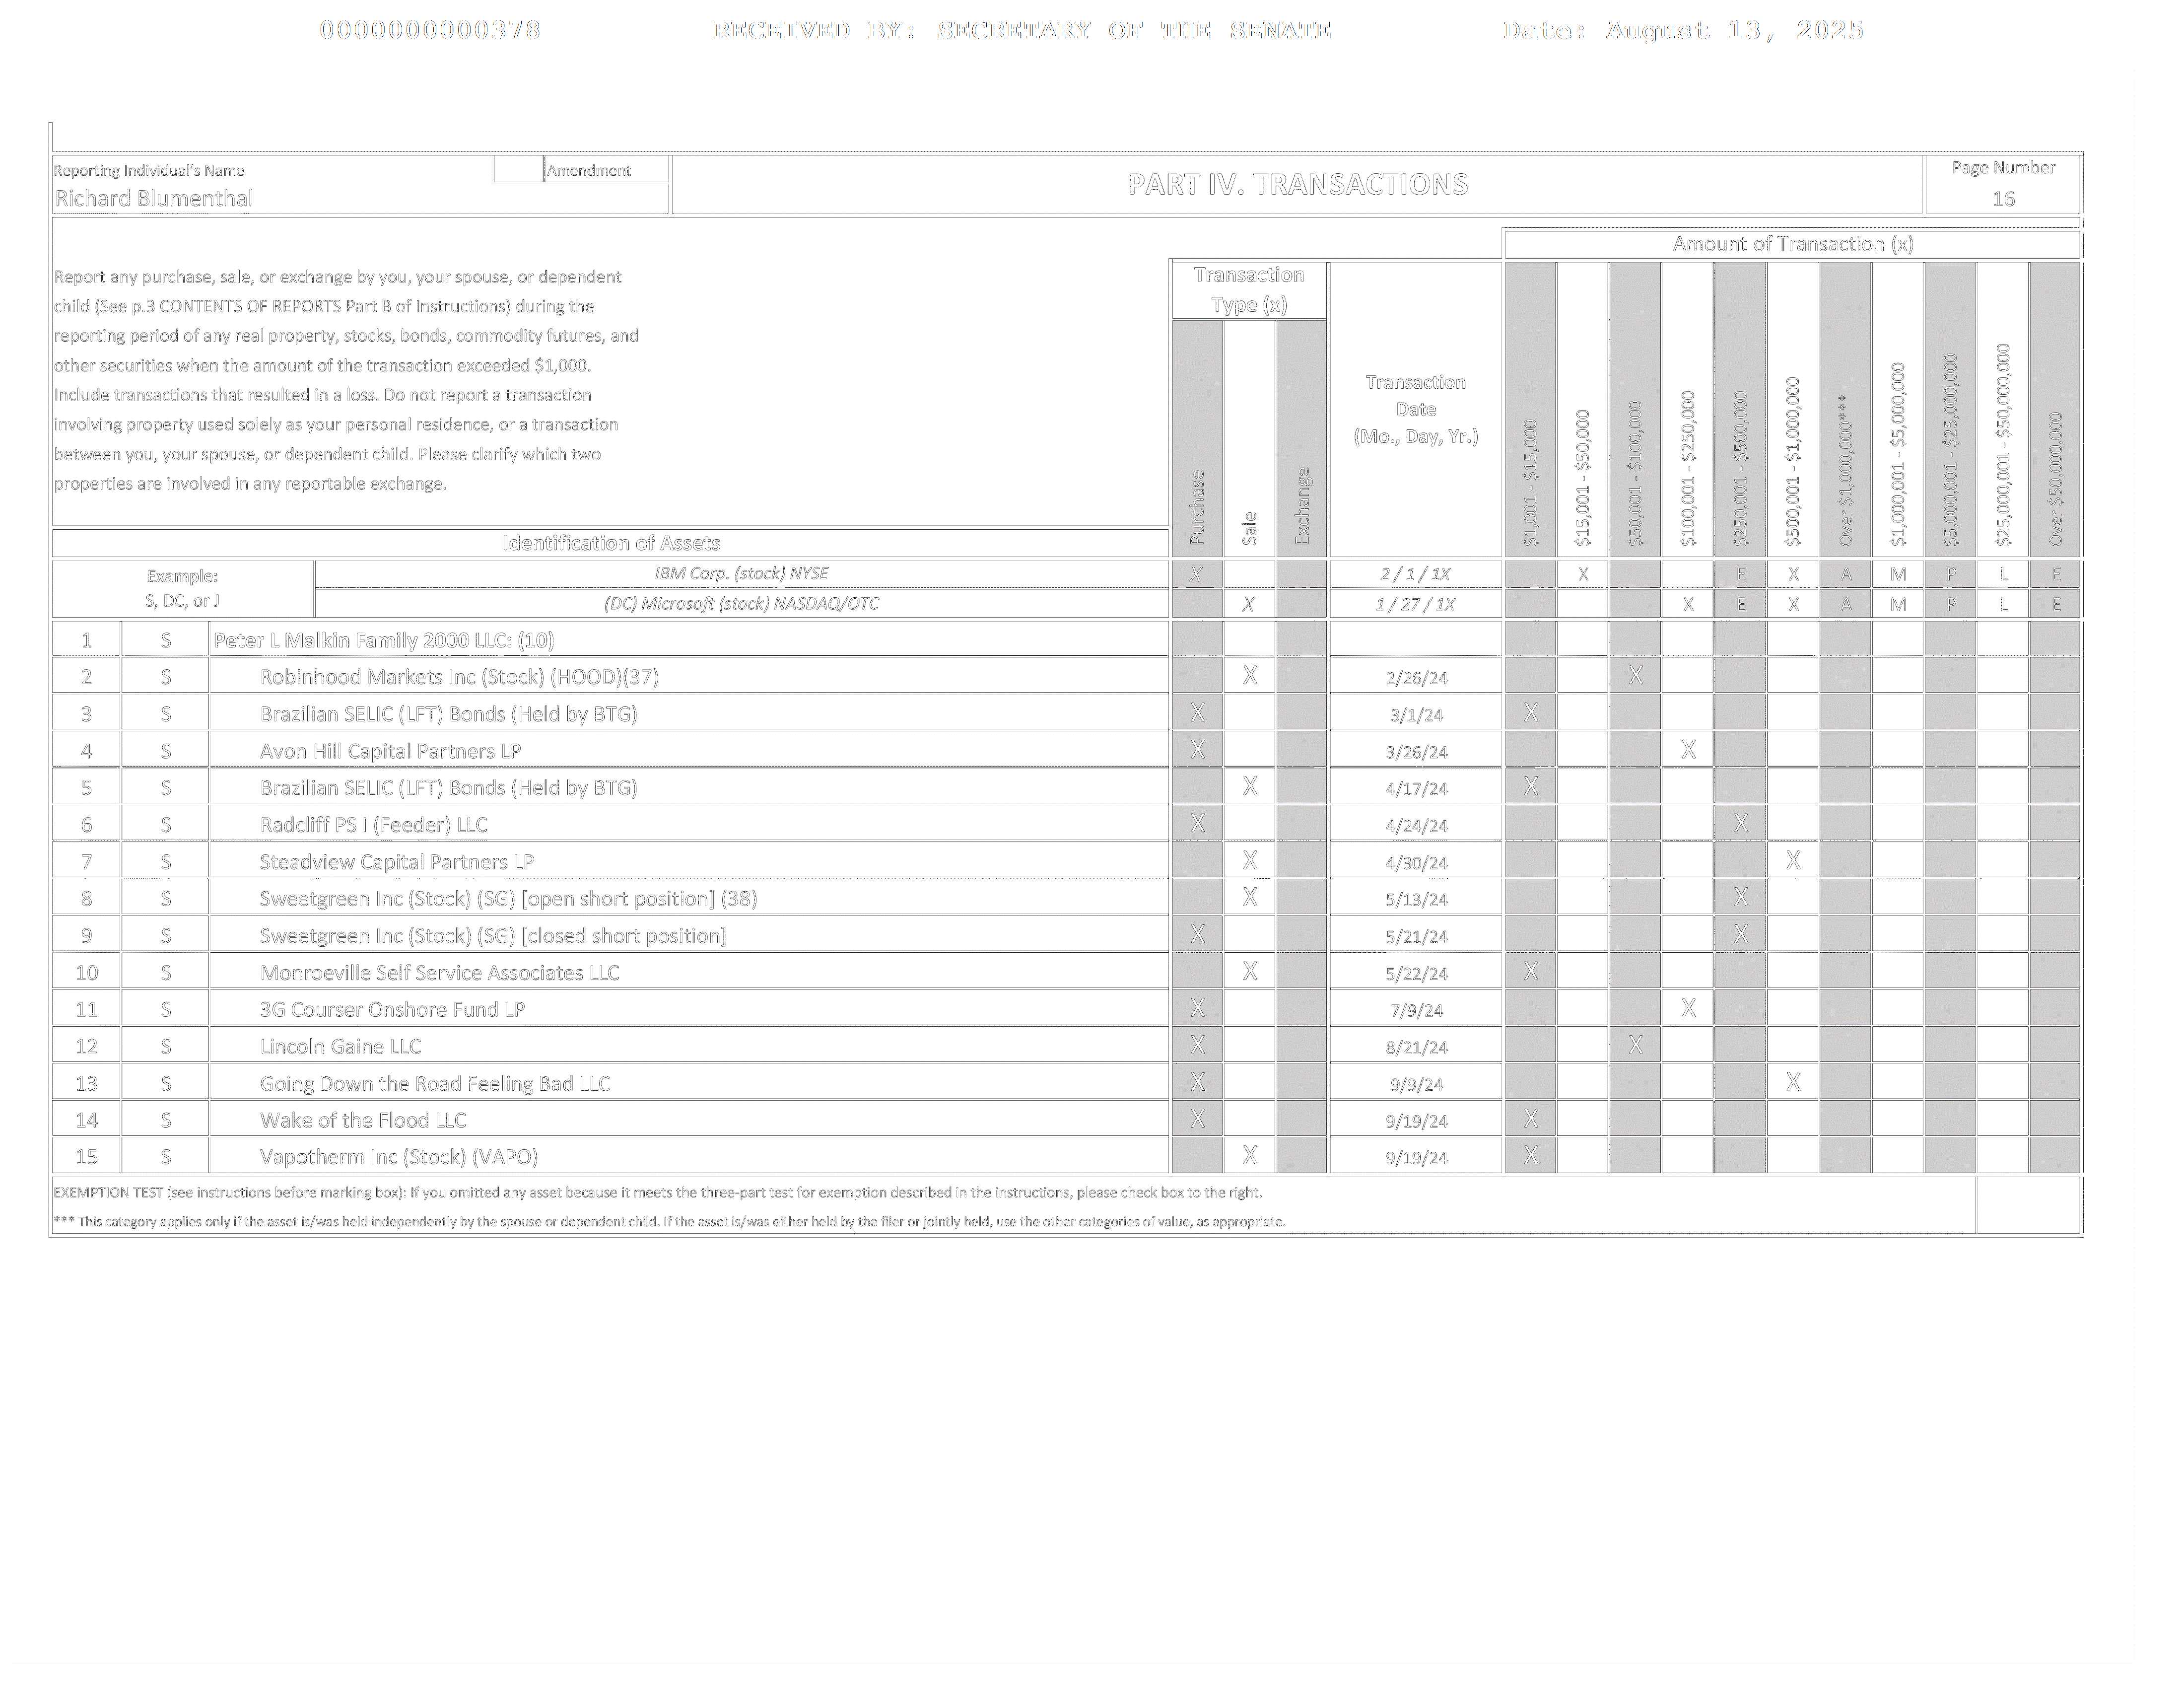 0000000000378 RECEIVED BY: SECRETARY OF THE SENATE Date: August 13, 2025
Reporting Individual's Name Amendment PART IV. TRANSACTIONS Page Number
Richard Blumenthal 16
Amount of Transaction (x)
Report any purchase, sale, or exchange by you, your spouse, or dependent
child (See p.3 CONTENTS OF REPORTS Part B of Instructions) during the
reporting period of any real property, stocks, bonds, commodity futures, and
other securities when the amount of the transaction exceeded $1,000.
Include transactions that resulted in a loss. Do not report a transaction
involving property used solely as your personal residence, or a transaction
between you, your spouse, or dependent child. Please clarify which two
properties are involved in any reportable exchange.
Transaction
Type (x)
Purchase
Sale
Exchange
Transaction
Date
(Mo., Day, Yr.)
$1,001 - $15,000
$15,001 - $50,000
$50,001 - $100,000
$100,001 - $250,000
$250,001 - $500,000
$500,001 - $1,000,000
Over $1,000,000***
$1,000,001 - $5,000,000
$5,000,001 - $25,000,000
$25,000,001 - $50,000,000
Over $50,000,000
Identification of Assets
Example:
S, DC, or J
IBM Corp. (stock) NYSE X 2 / 1 / 1X X E X A M P L E
(DC) Microsoft (stock) NASDAQ/OTC X 1 / 27 / 1X X E X A M P L E
1 S Peter L Malkin Family 2000 LLC: (10)
2 S Robinhood Markets Inc (Stock) (HOOD)(37) X 2/26/24 X
3 S Brazilian SELIC (LFT) Bonds (Held by BTG) X 3/1/24 X
4 S Avon Hill Capital Partners LP X 3/26/24 X
5 S Brazilian SELIC (LFT) Bonds (Held by BTG) X 4/17/24 X
6 S Radcliff PS I (Feeder) LLC X 4/24/24 X
7 S Steadview Capital Partners LP X 4/30/24 X
8 S Sweetgreen Inc (Stock) (SG) [open short position] (38) X 5/13/24 X
9 S Sweetgreen Inc (Stock) (SG) [closed short position] X 5/21/24 X
10 S Monroeville Self Service Associates LLC X 5/22/24 X
11 S 3G Courser Onshore Fund LP X 7/9/24 X
12 S Lincoln Gaine LLC X 8/21/24 X
13 S Going Down the Road Feeling Bad LLC X 9/9/24 X
14 S Wake of the Flood LLC X 9/19/24 X
15 S Vapotherm Inc (Stock) (VAPO) X 9/19/24 X
EXEMPTION TEST (see instructions before marking box): If you omitted any asset because it meets the three-part test for exemption described in the instructions, please check box to the right.
*** This category applies only if the asset is/was held independently by the spouse or dependent child. If the asset is/was either held by the filer or jointly held, use the other categories of value, as appropriate.